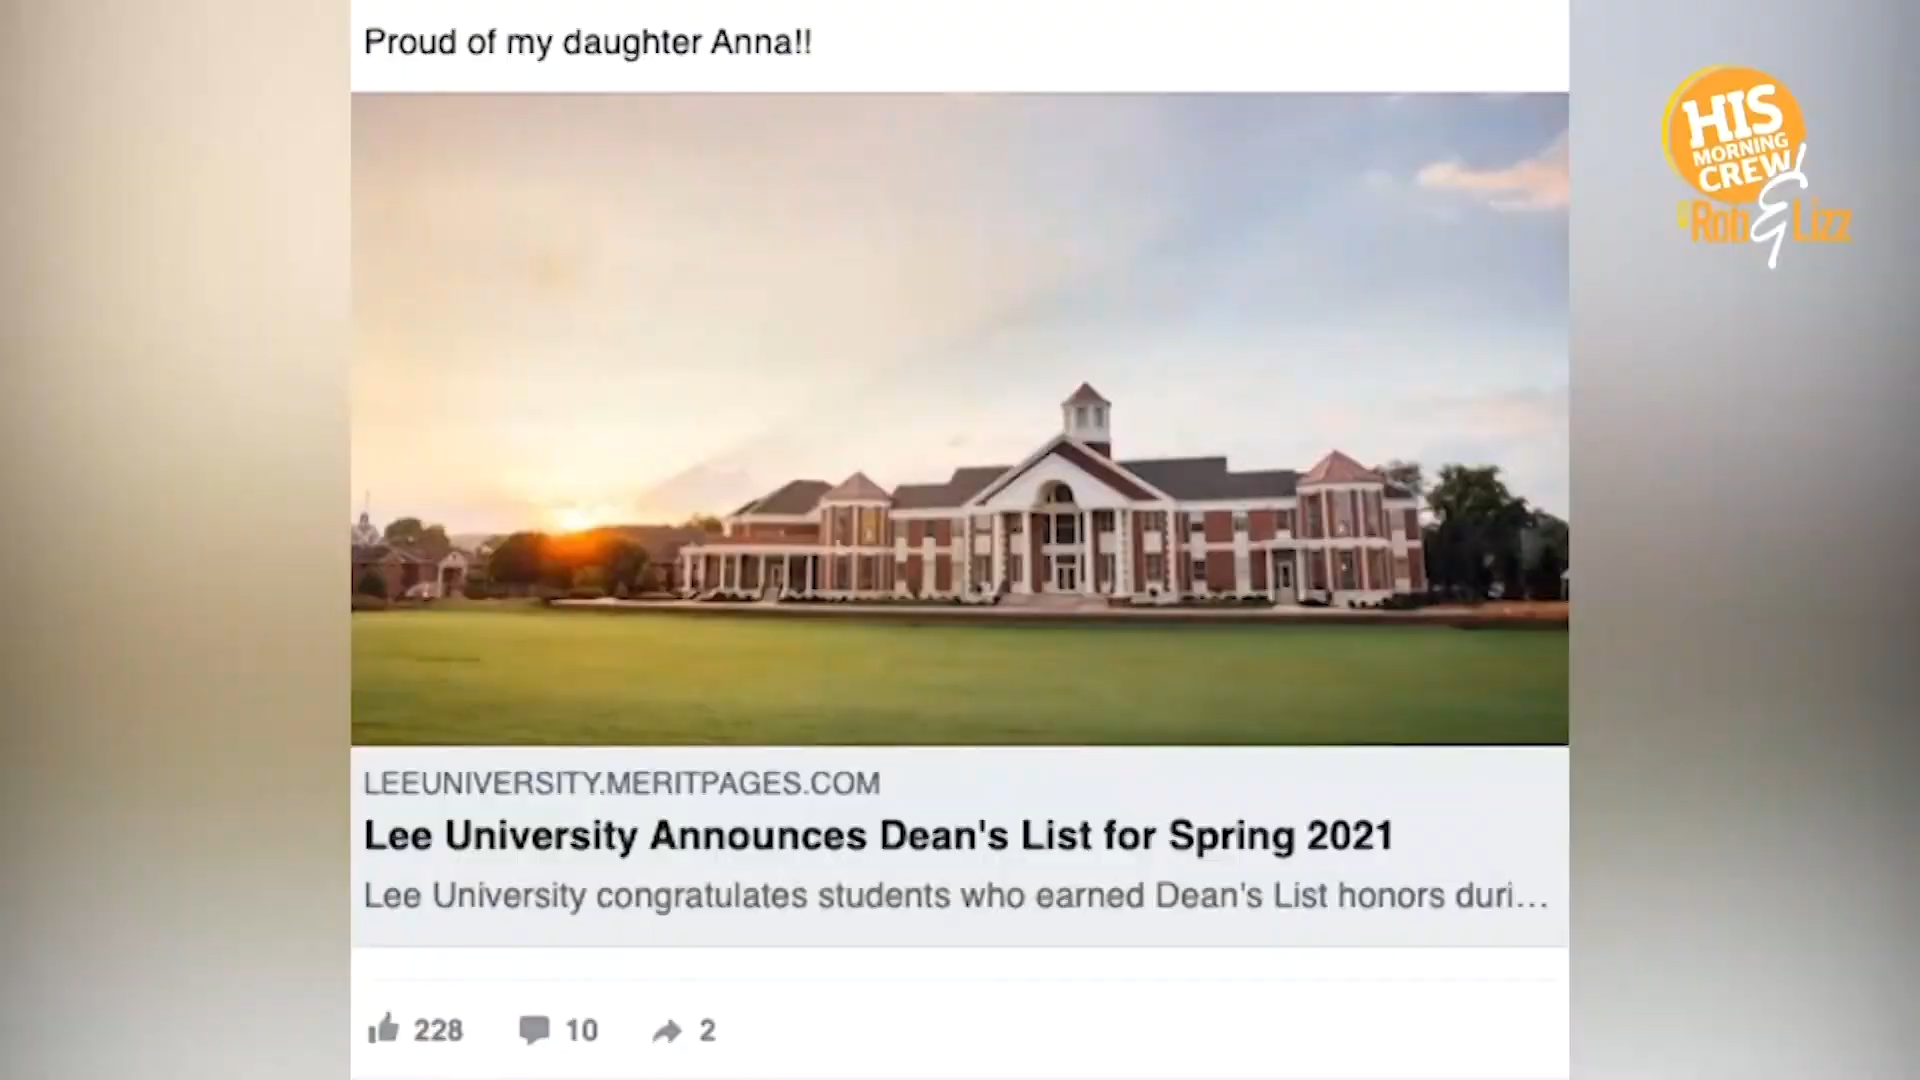 Proud of my daughter Anna!!
HIS
MORNING
CREW
Rob & Lizz
LEEUNIVERSITY.MERITPAGES.COM
Lee University Announces Dean's List for Spring 2021
Lee University congratulates students who earned Dean's List honors duri...
228 10 2